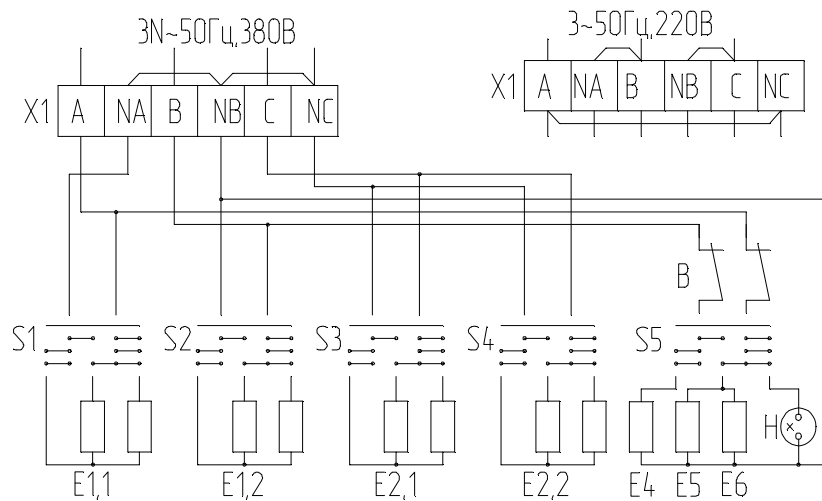 3N~50Гц,380В
3~50Гц,220В
X1 A NA B NB C NC
X1 A NA B NB C NC
B
S1 S2 S3 S4 S5
H
E1,1 E1,2 E2,1 E2,2 E4 E5 E6